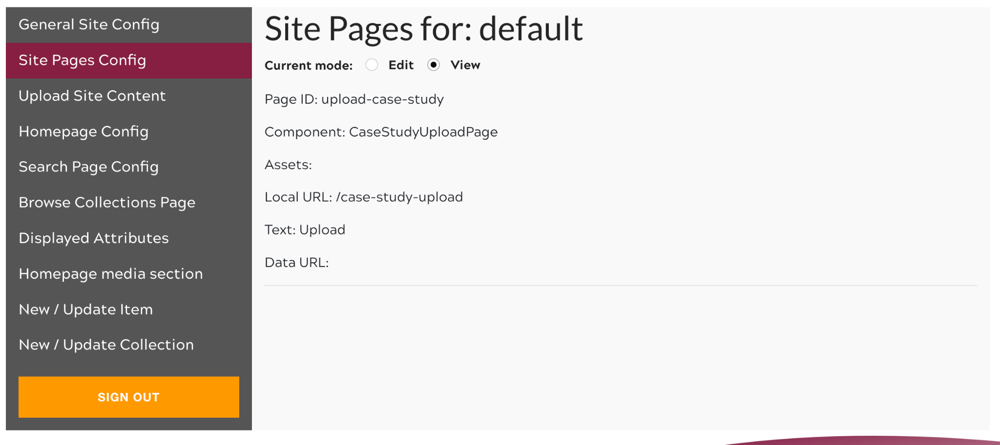 General Site Config
Site Pages Config
Upload Site Content
Homepage Config
Search Page Config
Browse Collections Page
Displayed Attributes
Homepage media section
New / Update Item
New / Update Collection
SIGN OUT
Site Pages for: default
Current mode: Edit View
Page ID: upload-case-study
Component: CaseStudyUploadPage
Assets:
Local URL: /case-study-upload
Text: Upload
Data URL: